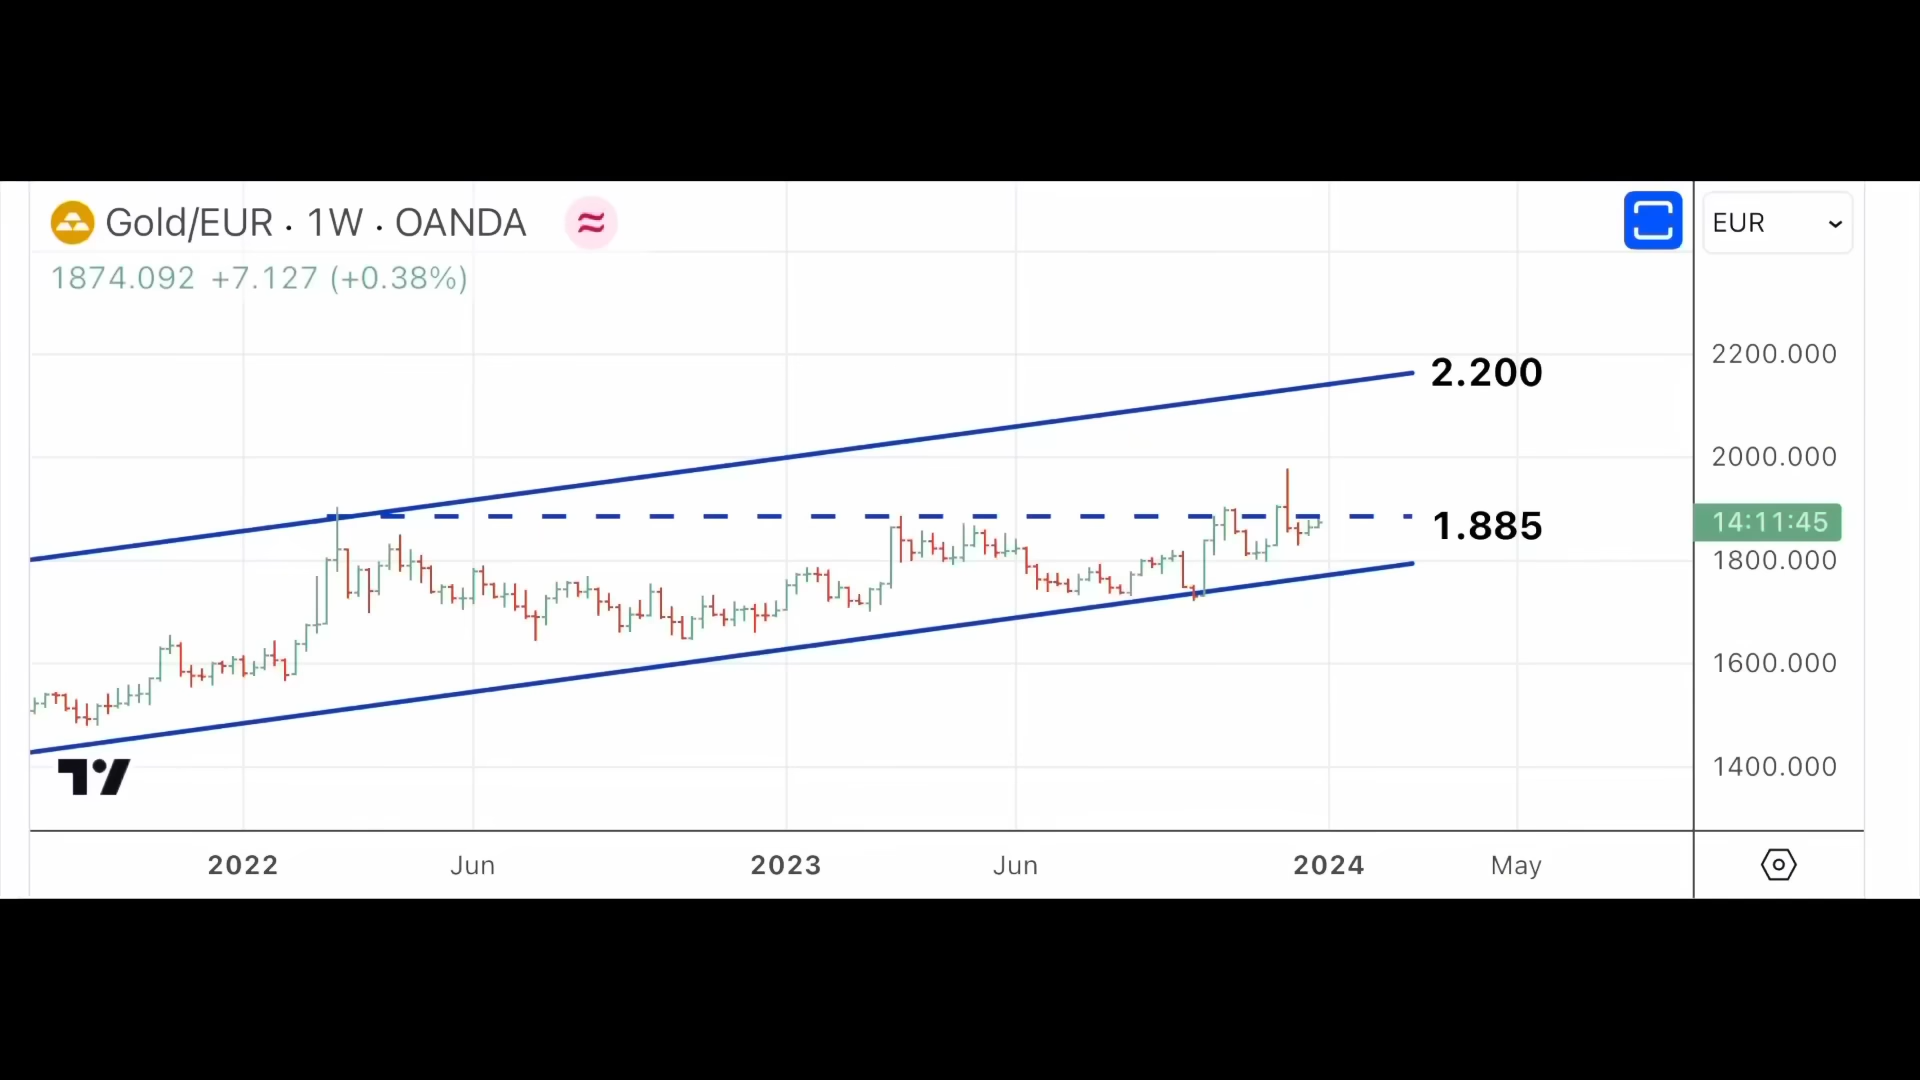 Gold/EUR · 1W · OANDA
≈
EUR
1874.092 +7.127 (+0.38%)
2200.000
2.200
2000.000
14:11:45
1.885
1800.000
1600.000
1400.000
2022 Jun 2023 Jun 2024 May